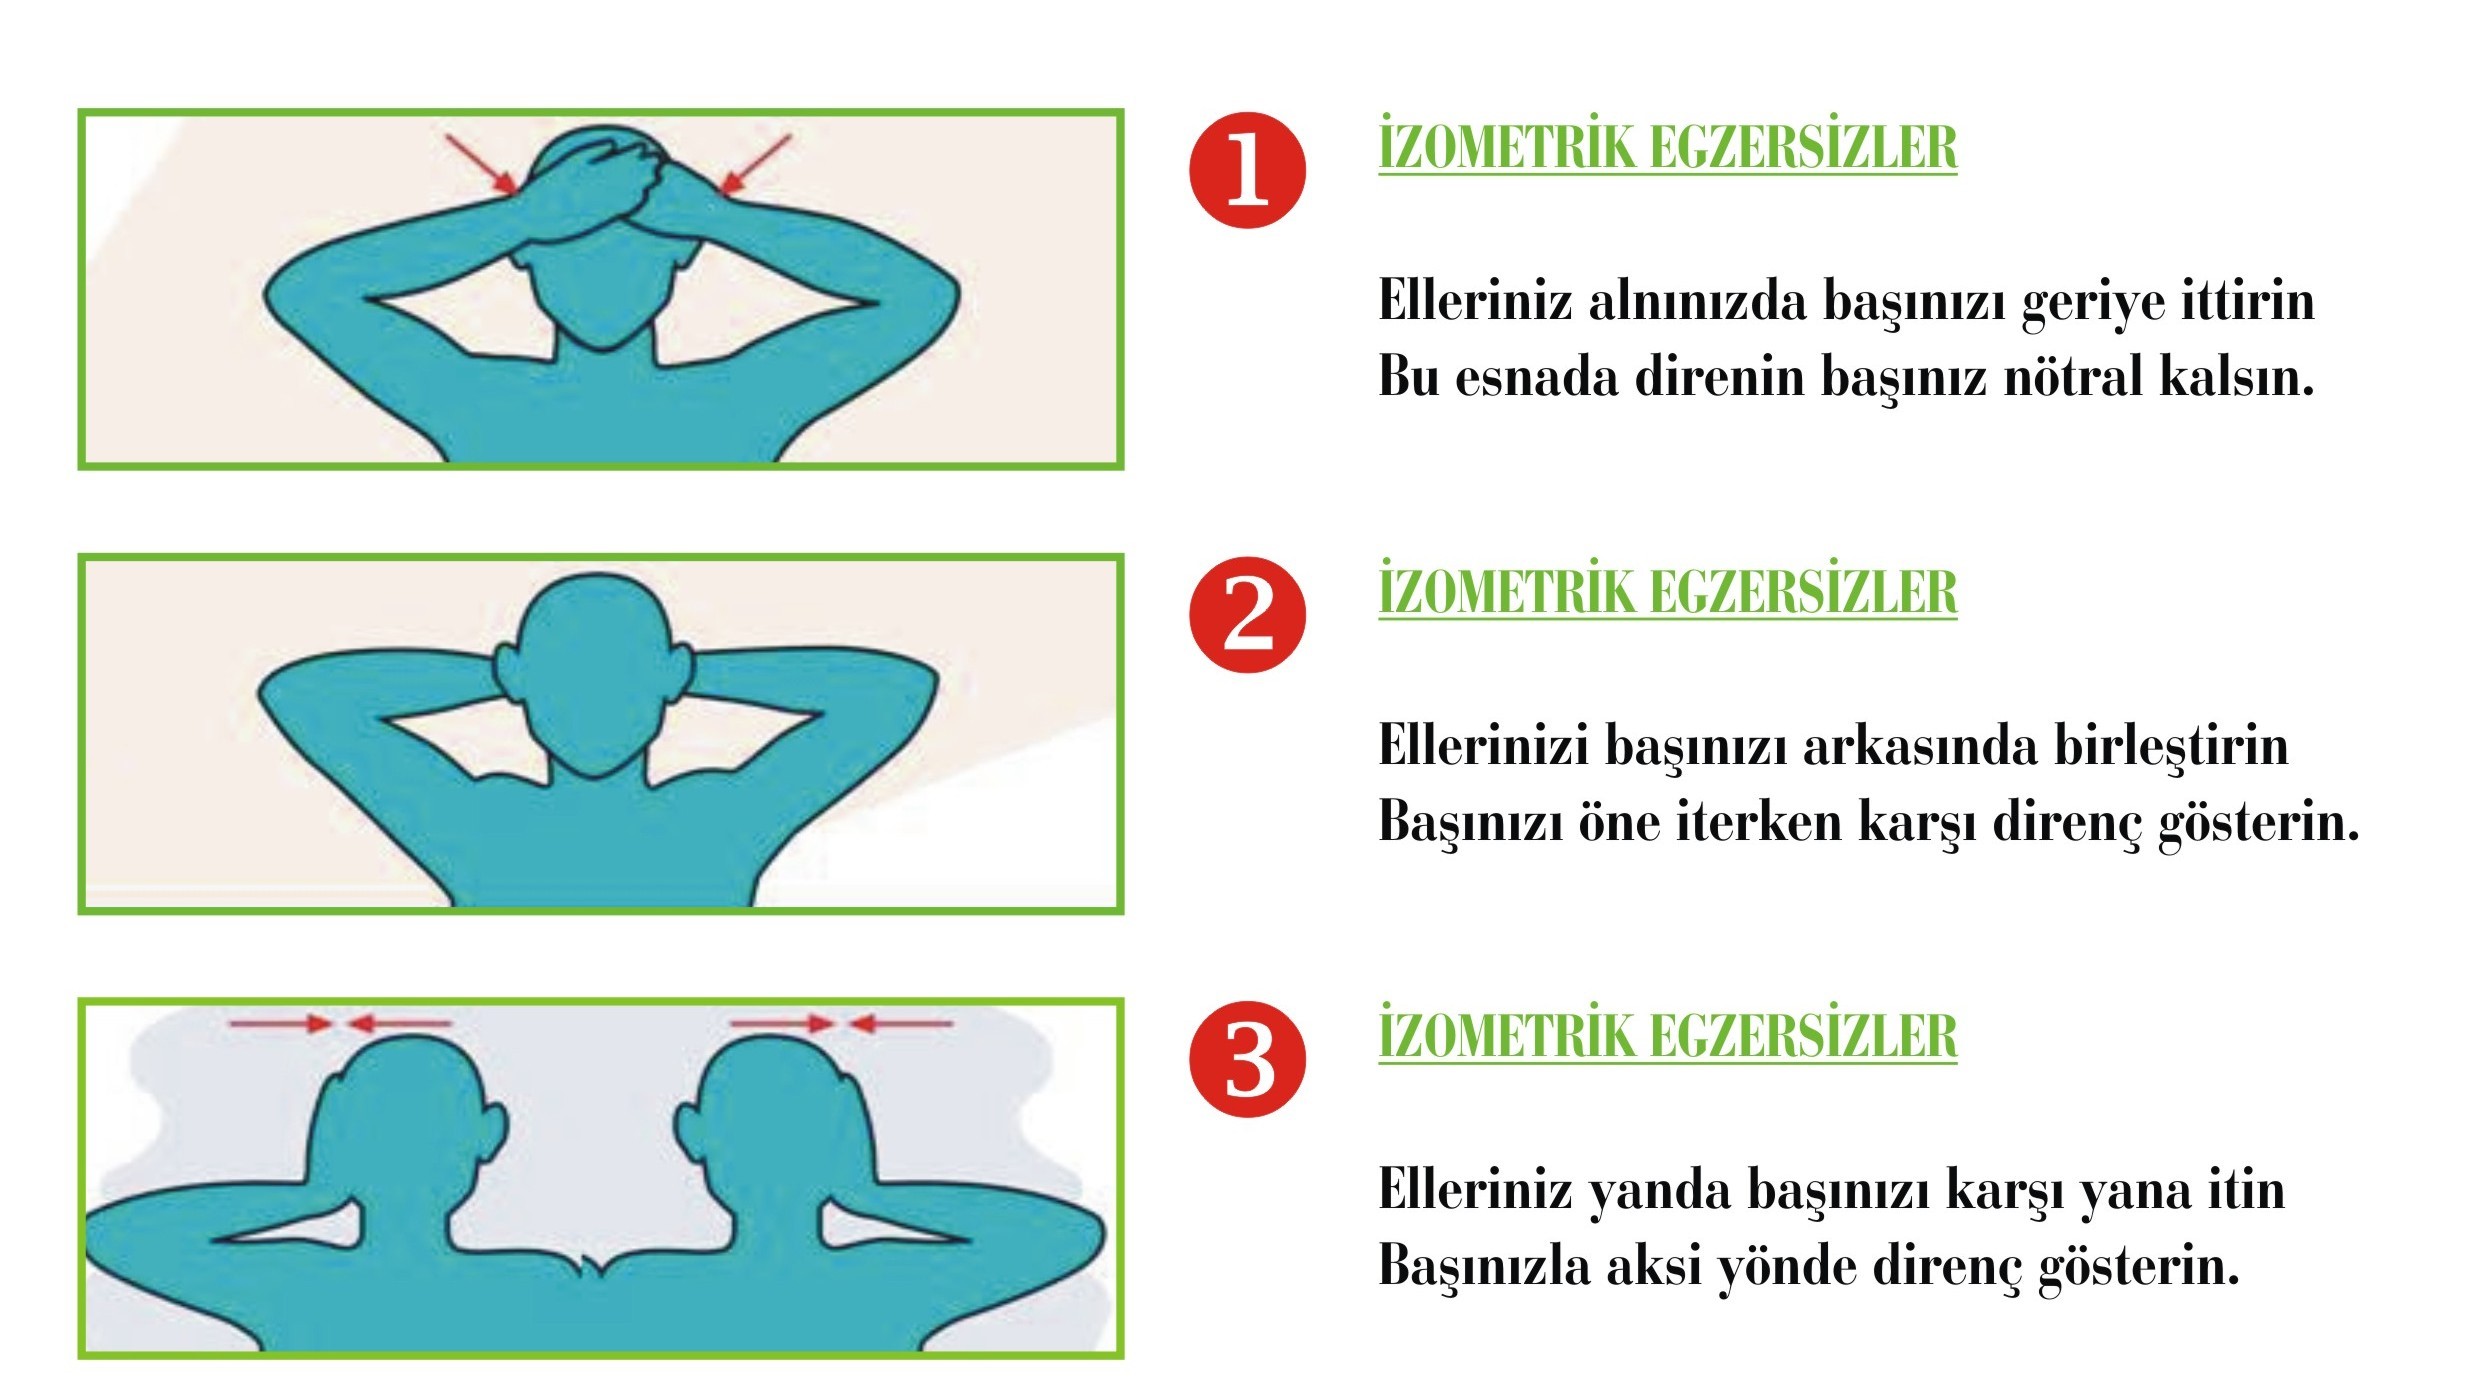 1
İZOMETRİK EGZERSİZLER
Elleriniz alnınızda başınızı geriye ittirin
Bu esnada direnin başınız nötral kalsın.
2
İZOMETRİK EGZERSİZLER
Ellerinizi başınızı arkasında birleştirin
Başınızı öne iterken karşı direnç gösterin.
3
İZOMETRİK EGZERSİZLER
Elleriniz yanda başınızı karşı yana itin
Başınızla aksi yönde direnç gösterin.